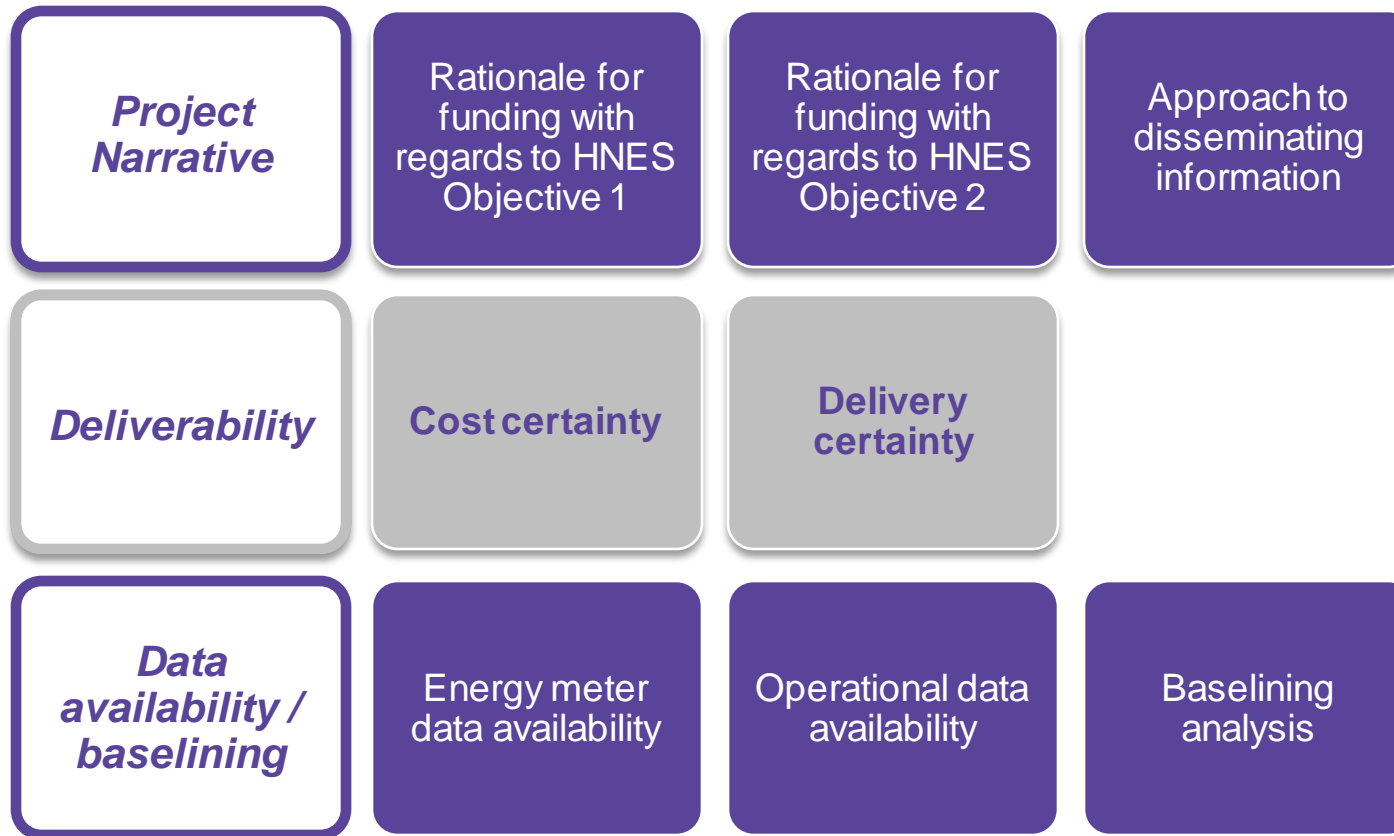 Project
Narrative
Rationale for
funding with
regards to HNES
Objective 1
Rationale for
funding with
regards to HNES
Objective 2
Approach to
disseminating
information
Deliverability
Cost certainty
Delivery
certainty
Data
availability /
baselining
Energy meter
data availability
Operational data
availability
Baselining
analysis